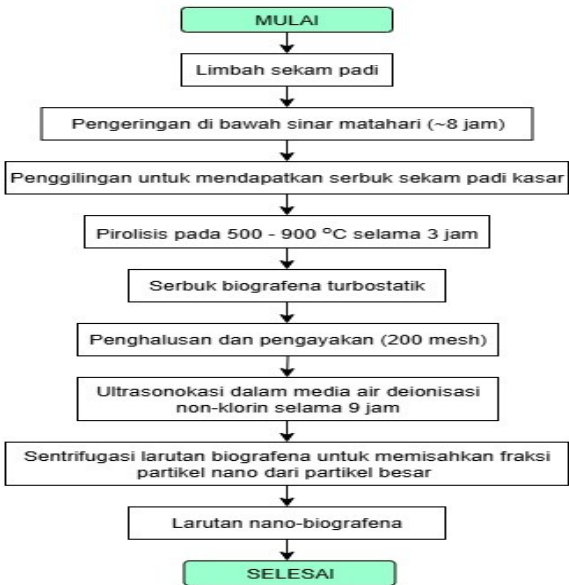 MULAI
Limbah sekam padi
Pengeringan di bawah sinar matahari (~8 jam)
Penggilingan untuk mendapatkan serbuk sekam padi kasar
Pirolisis pada 500 - 900 °C selama 3 jam
Serbuk biografena turbostatik
Penghalusan dan pengayakan (200 mesh)
Ultrasonokasi dalam media air deionisasi
non-klorin selama 9 jam
Sentrifugasi larutan biografena untuk memisahkan fraksi
partikel nano dari partikel besar
Larutan nano-biografena
SELESAI